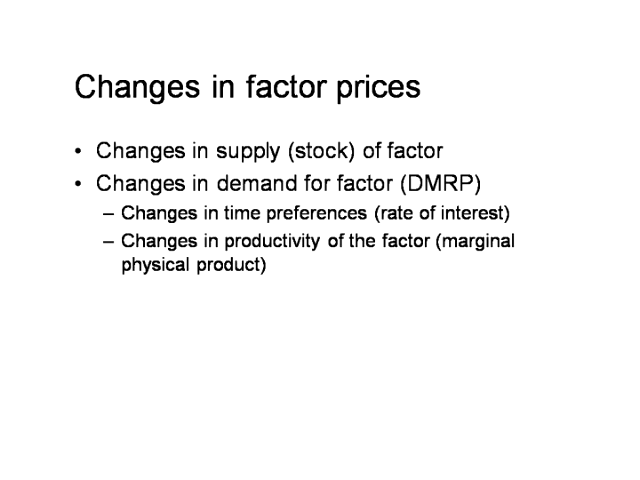 Changes in factor prices
• Changes in supply (stock) of factor
• Changes in demand for factor (DMRP)
– Changes in time preferences (rate of interest)
– Changes in productivity of the factor (marginal
physical product)